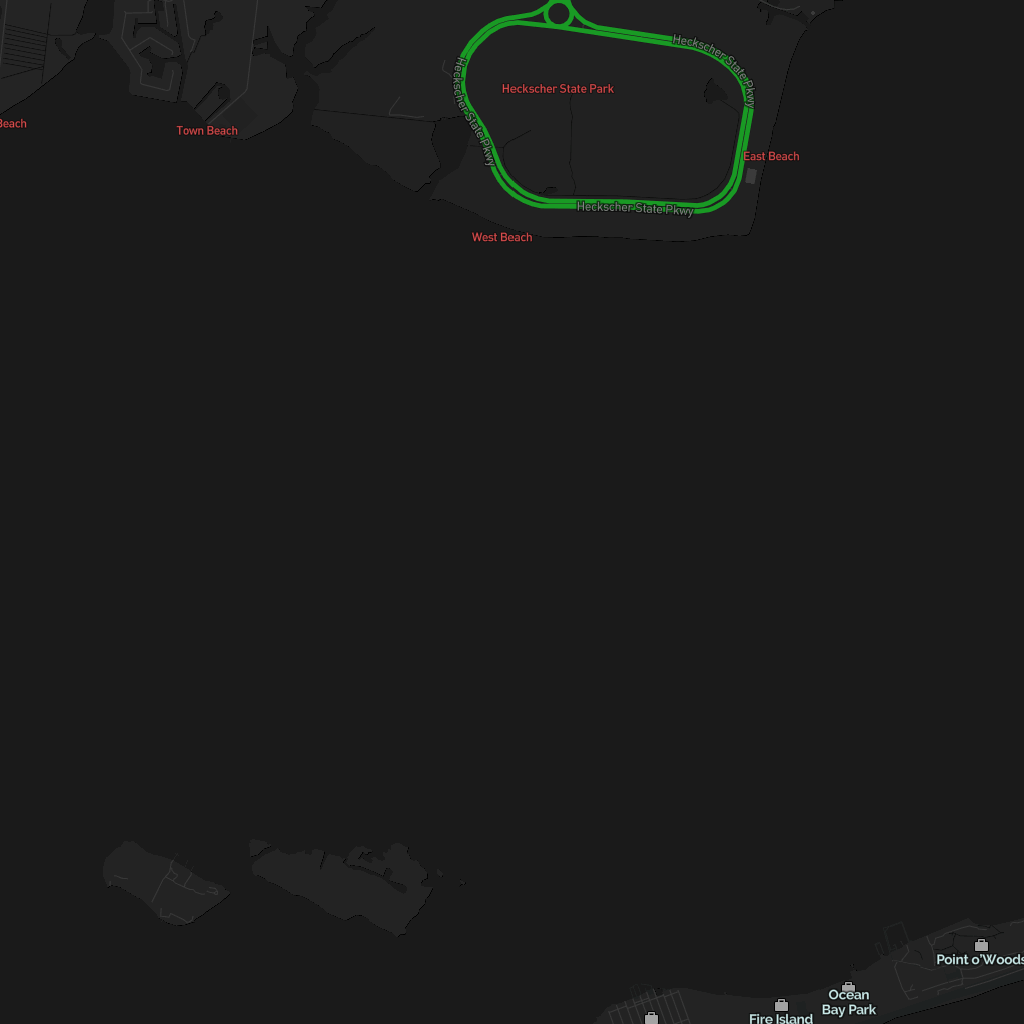 Heckscher State Pkwy
Heckscher State Pkwy
Heckscher State Park
Beach
Town Beach
East Beach
Heckscher State Pkwy
West Beach
Point o'Woods
Ocean
Bay Park
Fire Island